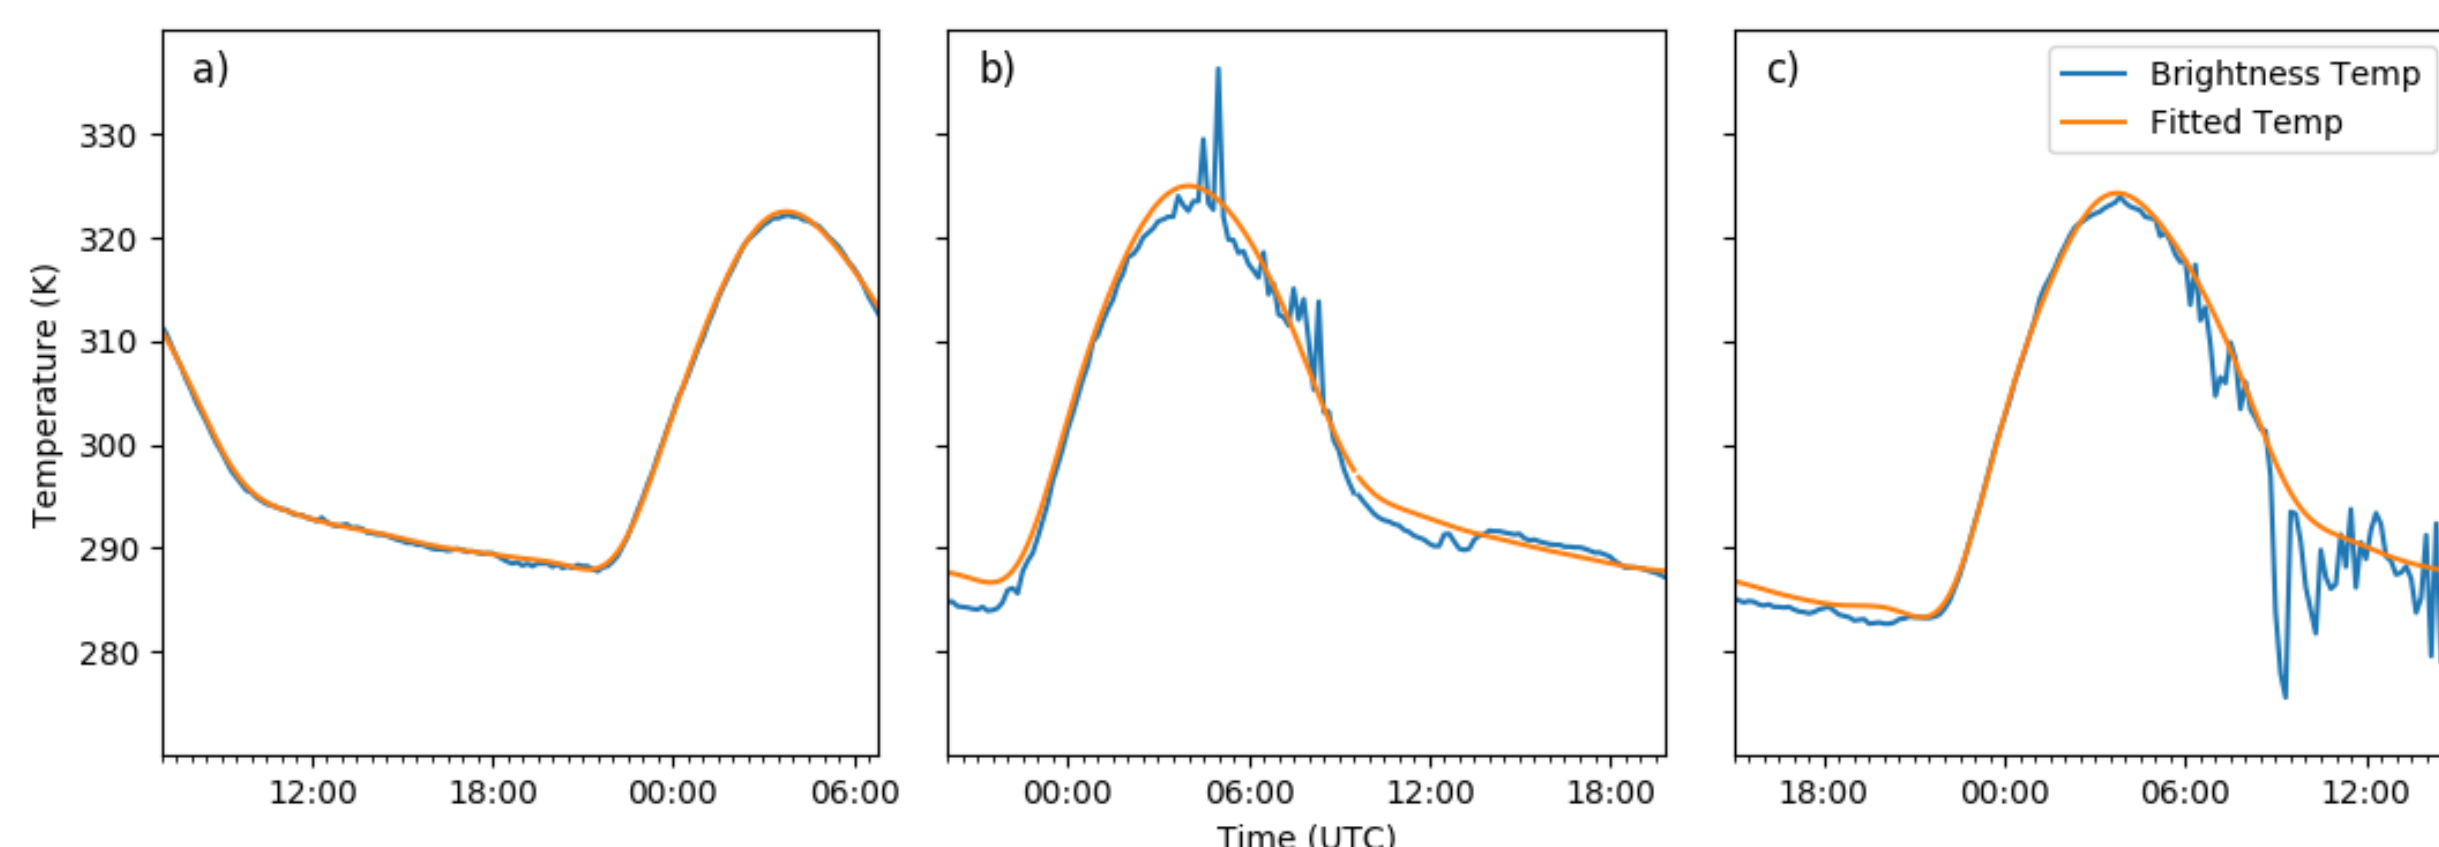 a)
b)
c)
Brightness Temp
Fitted Temp
Temperature (K)
330
320
310
300
290
280
12:00 18:00 00:00 06:00
00:00 06:00 12:00 18:00
18:00 00:00 06:00 12:00
Time (UTC)